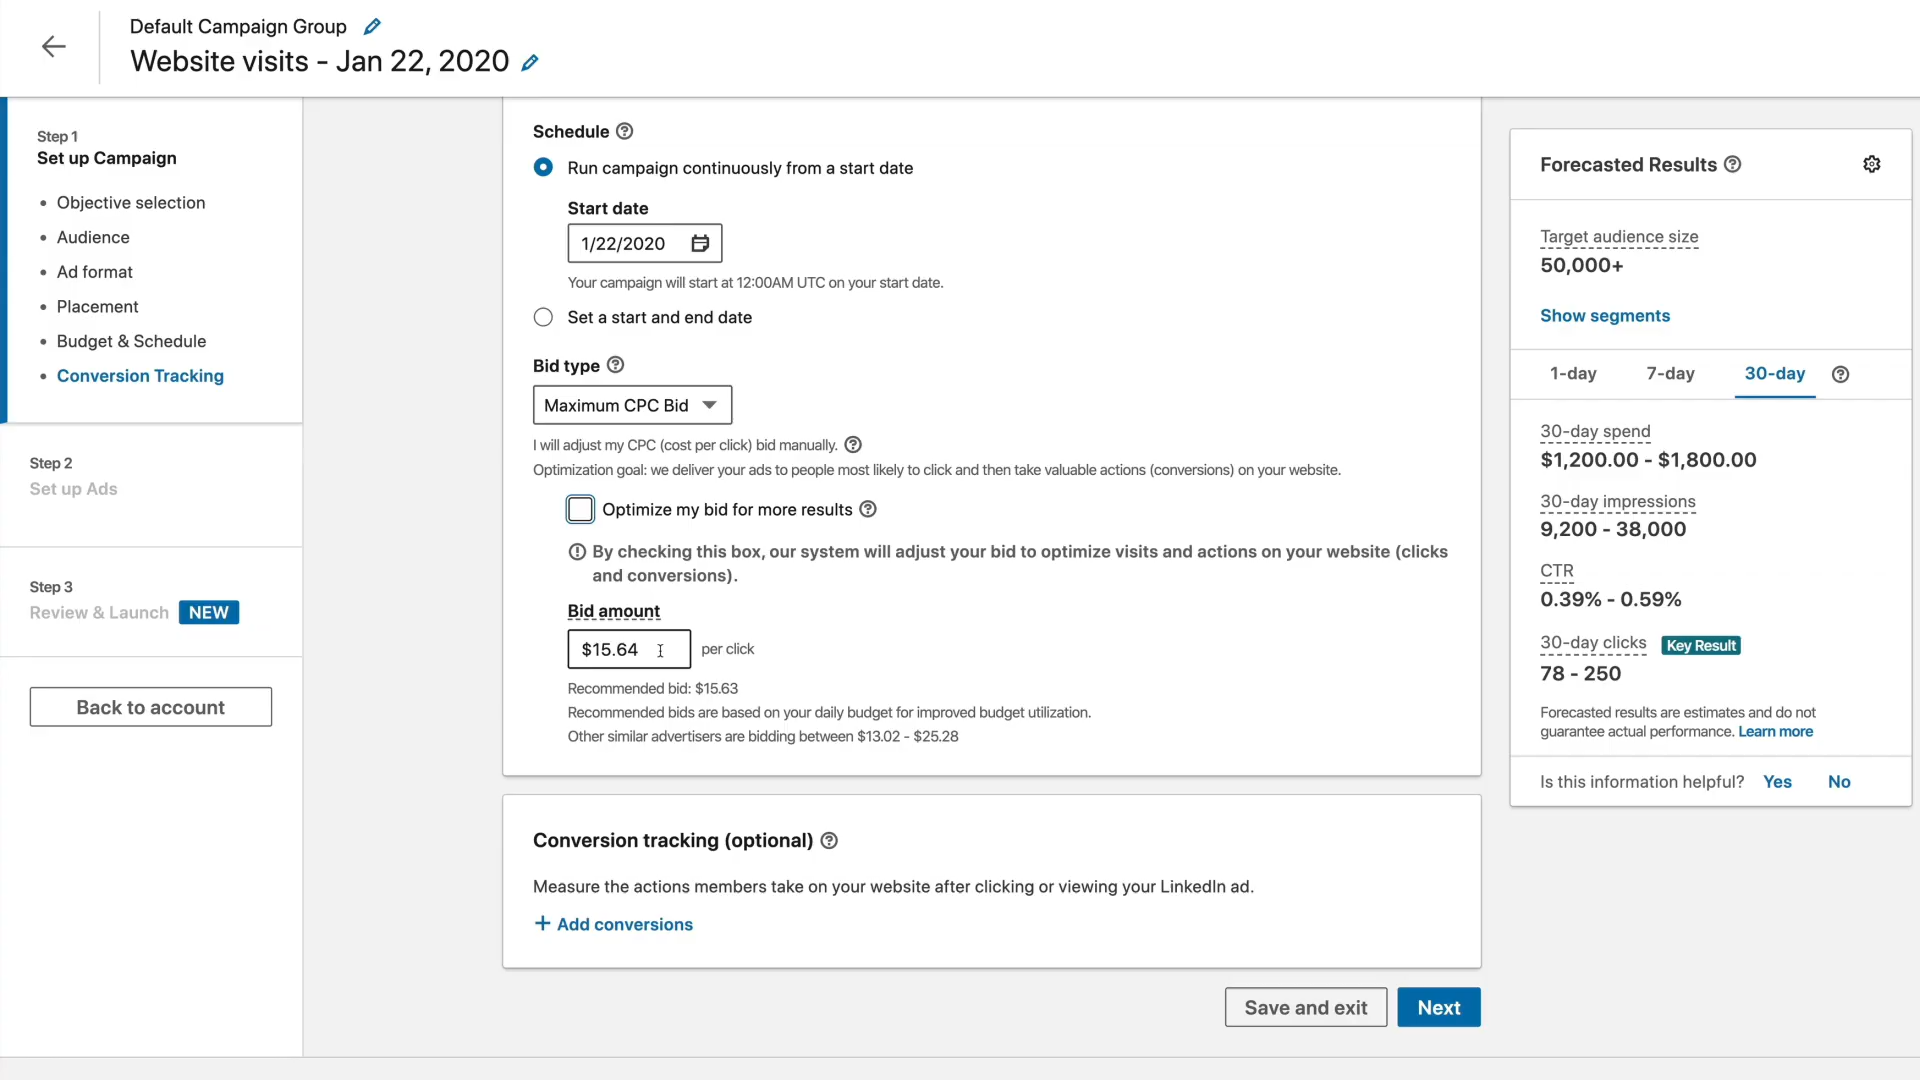 Default Campaign Group
Website visits - Jan 22, 2020
Step 1
Set up Campaign
• Objective selection
• Audience
• Ad format
• Placement
• Budget & Schedule
• Conversion Tracking
Step 2
Set up Ads
Step 3
Review & Launch NEW
Back to account
Schedule
Run campaign continuously from a start date
Start date
1/22/2020
Your campaign will start at 12:00AM UTC on your start date.
Set a start and end date
Bid type
Maximum CPC Bid
I will adjust my CPC (cost per click) bid manually.
Optimization goal: we deliver your ads to people most likely to click and then take valuable actions (conversions) on your website.
Optimize my bid for more results
By checking this box, our system will adjust your bid to optimize visits and actions on your website (clicks
and conversions).
Bid amount
$15.64 per click
Recommended bid: $15.63
Recommended bids are based on your daily budget for improved budget utilization.
Other similar advertisers are bidding between $13.02 - $25.28
Conversion tracking (optional)
Measure the actions members take on your website after clicking or viewing your LinkedIn ad.
+ Add conversions
Save and exit
Next
Forecasted Results
Target audience size
50,000+
Show segments
1-day 7-day 30-day
30-day spend
$1,200.00 - $1,800.00
30-day impressions
9,200 - 38,000
CTR
0.39% - 0.59%
30-day clicks Key Result
78 - 250
Forecasted results are estimates and do not
guarantee actual performance. Learn more
Is this information helpful? Yes No